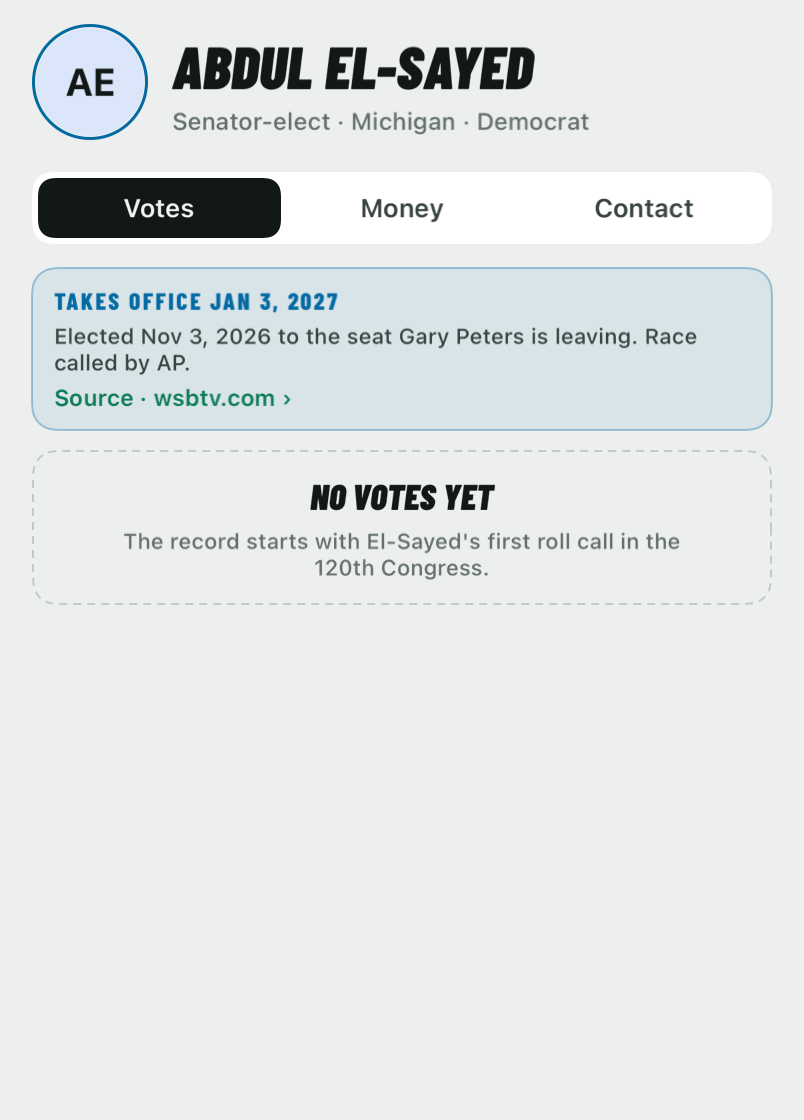 AE
ABDUL EL-SAYED
Senator-elect · Michigan · Democrat
Votes
Money
Contact
TAKES OFFICE JAN 3, 2027
Elected Nov 3, 2026 to the seat Gary Peters is leaving. Race
called by AP.
Source · wsbtv.com ›
NO VOTES YET
The record starts with El-Sayed's first roll call in the
120th Congress.